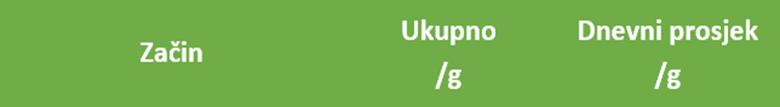 Začin
Ukupno
/g
Dnevni prosjek
/g